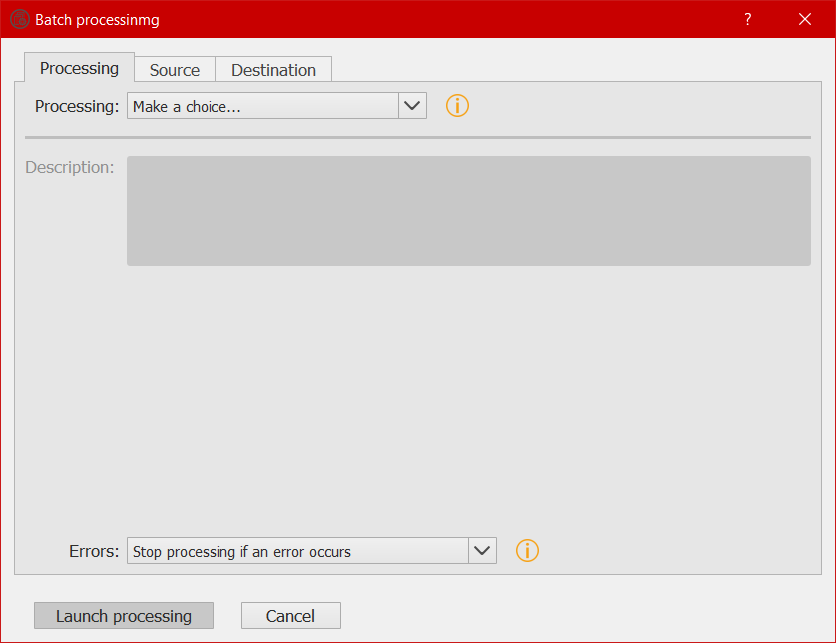 Batch processinmg ?
Processing Source Destination
Processing: Make a choice...
Description:
Errors: Stop processing if an error occurs
Launch processing Cancel